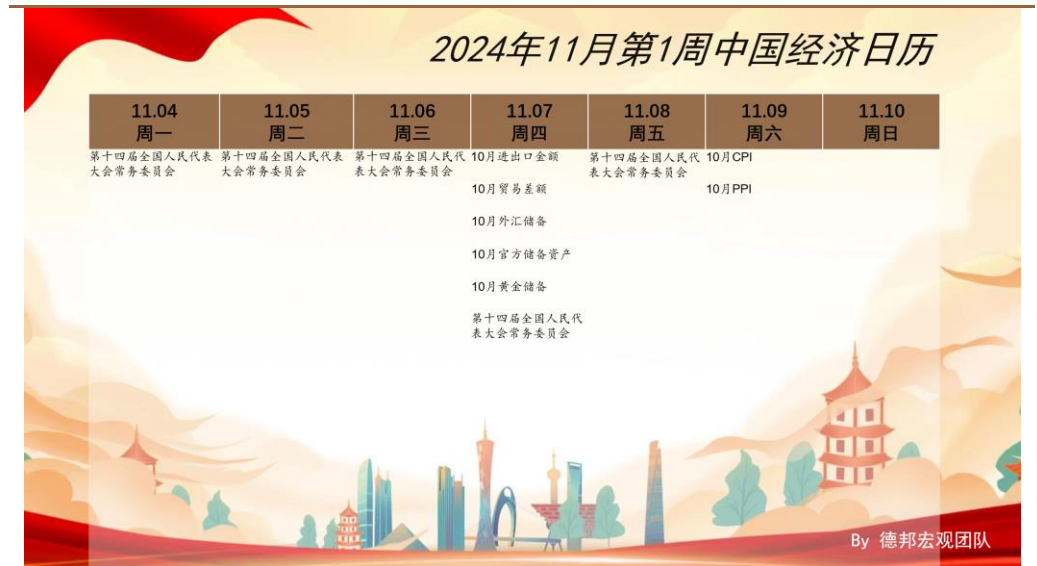 2024年11月第1周中国经济日历
11.04
周一
11.05
周二
11.06
周三
11.07
周四
11.08
周五
11.09
周六
11.10
周日
第十四届全国人民代表
大会常务委员会
第十四届全国人民代表
大会常务委员会
第十四届全国人民代
表大会常务委员会
10月进出口金额
10月贸易差额
10月外汇储备
10月官方储备资产
10月黄金储备
第十四届全国人民代
表大会常务委员会
第十四届全国人民代
表大会常务委员会
10月CPI
10月PPI
By 德邦宏观团队